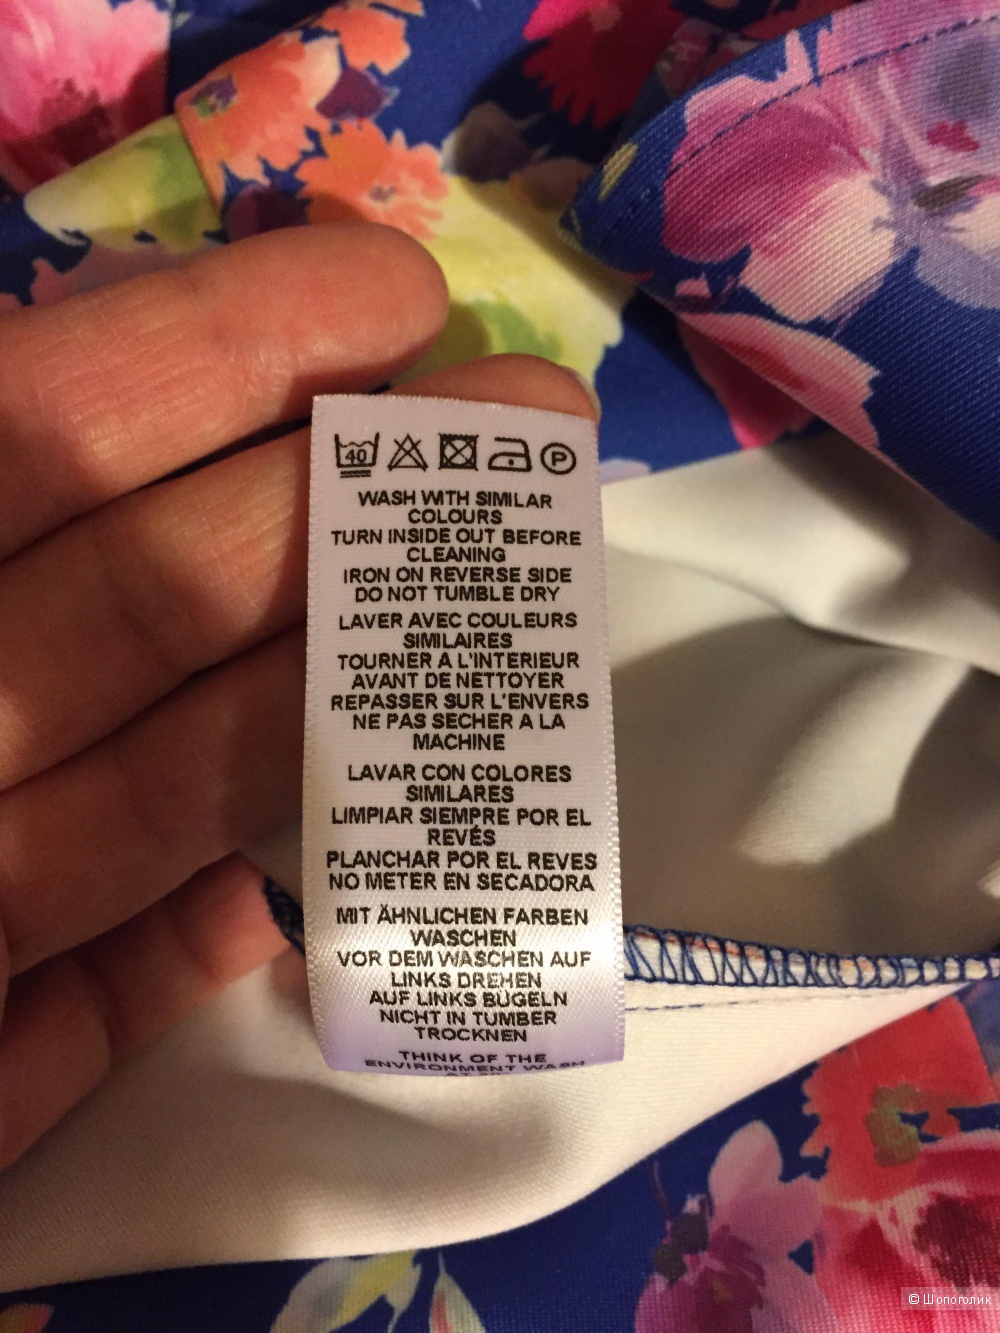 40 P
WASH WITH SIMILAR
COLOURS
TURN INSIDE OUT BEFORE
CLEANING
IRON ON REVERSE SIDE
DO NOT TUMBLE DRY
LAVER AVEC COULEURS
SIMILAIRES
TOURNER A L'INTERIEUR
AVANT DE NETTOYER
REPASSER SUR L'ENVERS
NE PAS SECHER A LA
MACHINE
LAVAR CON COLORES
SIMILARES
LIMPIAR SIEMPRE POR EL
REVÉS
PLANCHAR POR EL REVES
NO METER EN SECADORA
MIT ÄHNLICHEN FARBEN
WASCHEN
VOR DEM WASCHEN AUF
LINKS DREHEN
AUF LINKS BÜGELN
NICHT IN TUMBER
TROCKNEN
THINK OF THE
ENVIRONMENT WASH
© Шопоголик